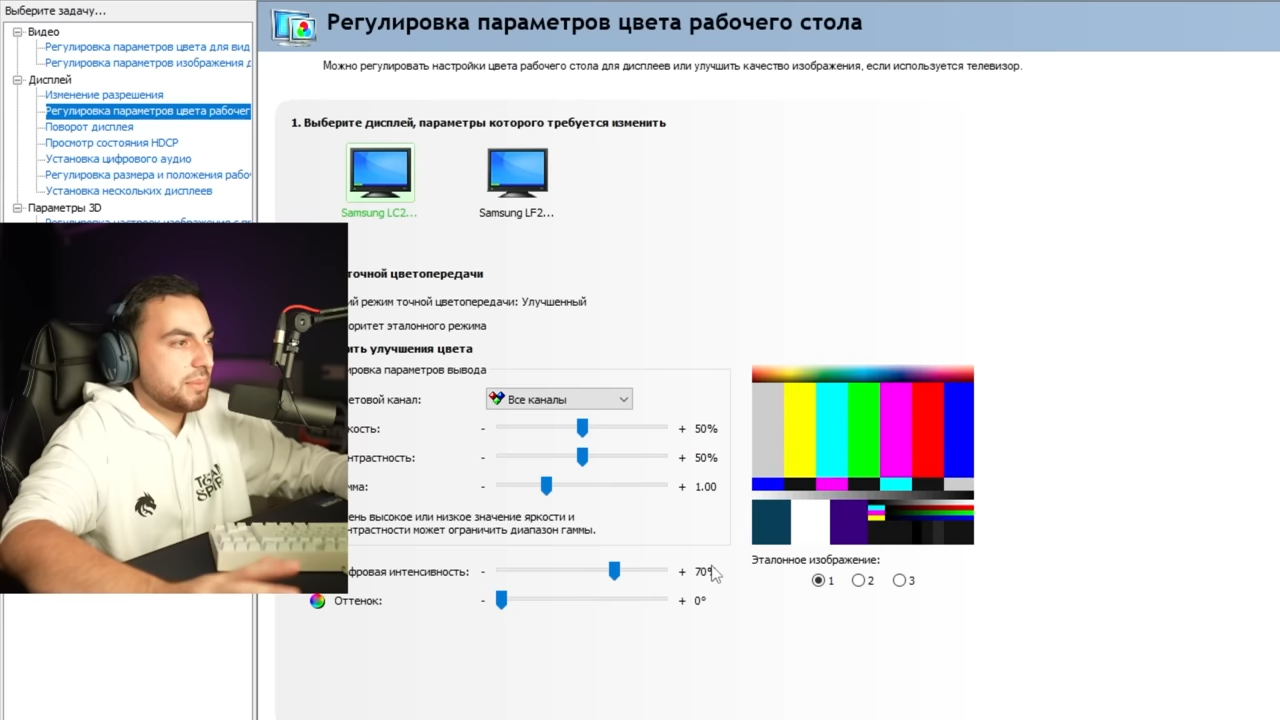 Выберите задачу...
Видео
Регулировка параметров цвета для вид
Регулировка параметров изображения д
Дисплей
Изменение разрешения
Регулировка параметров цвета рабочег
Поворот дисплея
Просмотр состояния HDCP
Установка цифрового аудио
Регулировка размера и положения рабо
Установка нескольких дисплеев
Параметры 3D
Регулировка параметров цвета рабочего стола
Можно регулировать настройки цвета рабочего стола для дисплеев или улучшить качество изображения, если используется телевизор.
1. Выберите дисплей, параметры которого требуется изменить
Samsung LC2...
Samsung LF2...
точной цветопередачи
ий режим точной цветопередачи: Улучшенный
оритет эталонного режима
ить улучшения цвета
ировка параметров вывода
етовой канал:
Все каналы
кость:
- + 50%
нтрастность:
- + 50%
ма:
- + 1.00
ень высокое или низкое значение яркости и
нтрастности может ограничить диапазон гаммы.
фровая интенсивность:
- + 70%
Оттенок:
- + 0°
Эталонное изображение:
1 2 3
TEAM
SPIR